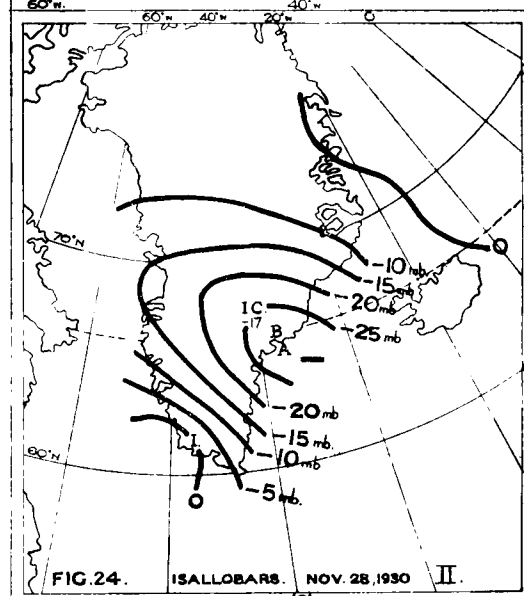 60°W. 40°W
60°W 40°W 20°W 0
70°N
-10 mb.
-15 mb
-20 mb
-25 mb
I C.
-17
B
A
-20 mb
-15 mb.
-10 mb
-5 mb.
60°N
L
0
0
FIG.24. ISALLOBARS. NOV. 28,1930 II.